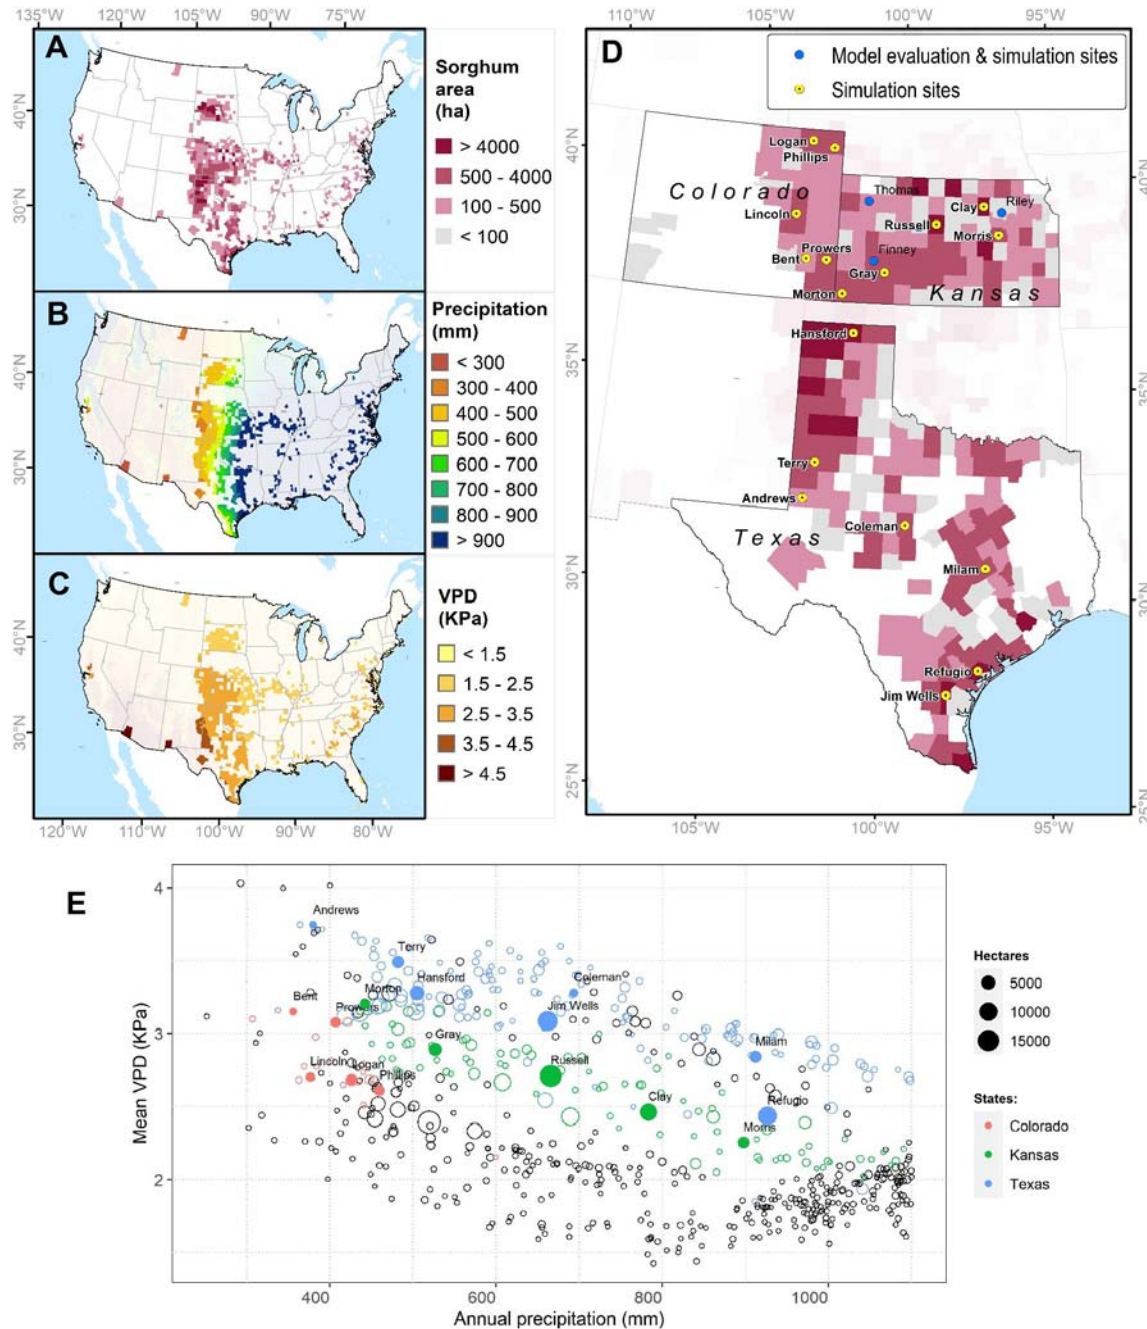 135°W 120°W 105°W 90°W 75°W
A
Sorghum
area
(ha)
> 4000
500 - 4000
100 - 500
< 100
40°N
30°N
B
Precipitation
(mm)
< 300
300 - 400
400 - 500
500 - 600
600 - 700
700 - 800
800 - 900
> 900
40°N
30°N
C
VPD
(KPa)
< 1.5
1.5 - 2.5
2.5 - 3.5
3.5 - 4.5
> 4.5
40°N
30°N
120°W 100°W 80°W
110°W 105°W 100°W 95°W
D
Model evaluation & simulation sites
Simulation sites
40°N
40°N
Logan
Phillips
Colorado
Thomas
Lincoln
Clay
Riley
Russell
Morris
Prowers
Bent
Finney
Gray
Morton
Kansas
Hansford
35°N
35°N
Terry
Andrews
Coleman
Texas
Milam
30°N
30°N
Refugio
Jim Wells
25°N
25°N
105°W 100°W 95°W
E
Mean VPD (KPa)
4
3
2
Andrews
Terry
Hansford
Coleman
Morton
Bent
Prowers
Jim Wells
Gray
Milam
Lincoln
Logan
Phillips
Russell
Clay
Refugio
Morris
400 600 800 1000
Annual precipitation (mm)
Hectares
5000
10000
15000
States:
Colorado
Kansas
Texas